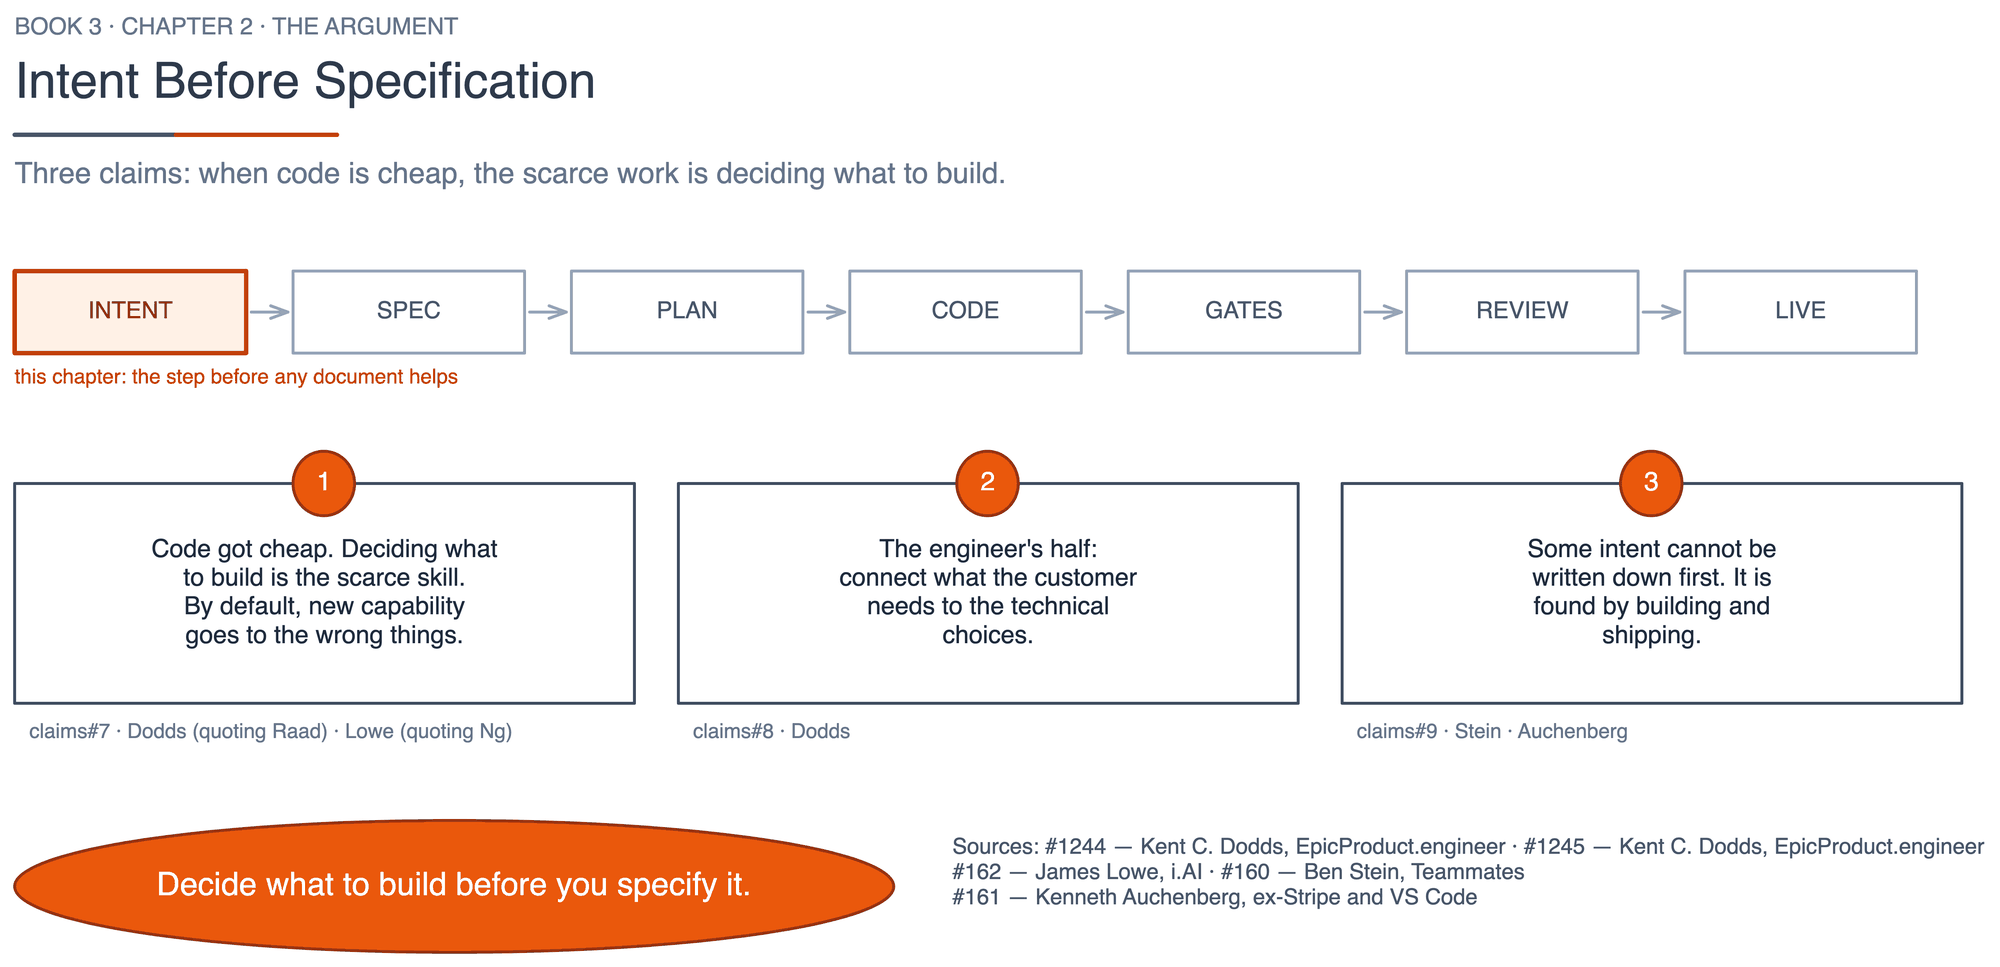 BOOK 3 · CHAPTER 2 · THE ARGUMENT
Intent Before Specification
Three claims: when code is cheap, the scarce work is deciding what to build.
INTENT
SPEC
PLAN
CODE
GATES
REVIEW
LIVE
this chapter: the step before any document helps
1
Code got cheap. Deciding what
to build is the scarce skill.
By default, new capability
goes to the wrong things.
claims#7 · Dodds (quoting Raad) · Lowe (quoting Ng)
2
The engineer's half:
connect what the customer
needs to the technical
choices.
claims#8 · Dodds
3
Some intent cannot be
written down first. It is
found by building and
shipping.
claims#9 · Stein · Auchenberg
Decide what to build before you specify it.
Sources: #1244 — Kent C. Dodds, EpicProduct.engineer · #1245 — Kent C. Dodds, EpicProduct.engineer
#162 — James Lowe, i.AI · #160 — Ben Stein, Teammates
#161 — Kenneth Auchenberg, ex-Stripe and VS Code